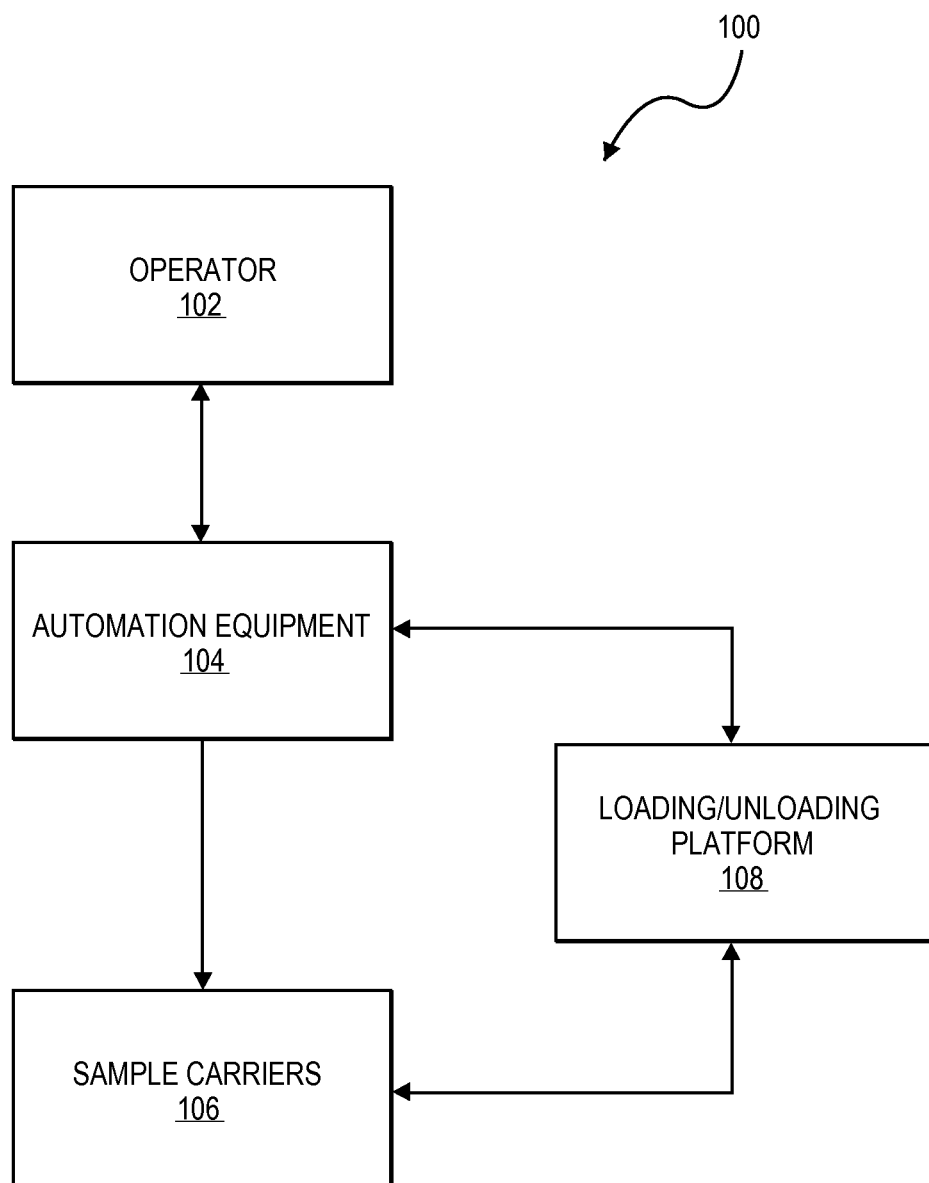 100
OPERATOR
102
AUTOMATION EQUIPMENT
104
LOADING/UNLOADING
PLATFORM
108
SAMPLE CARRIERS
106